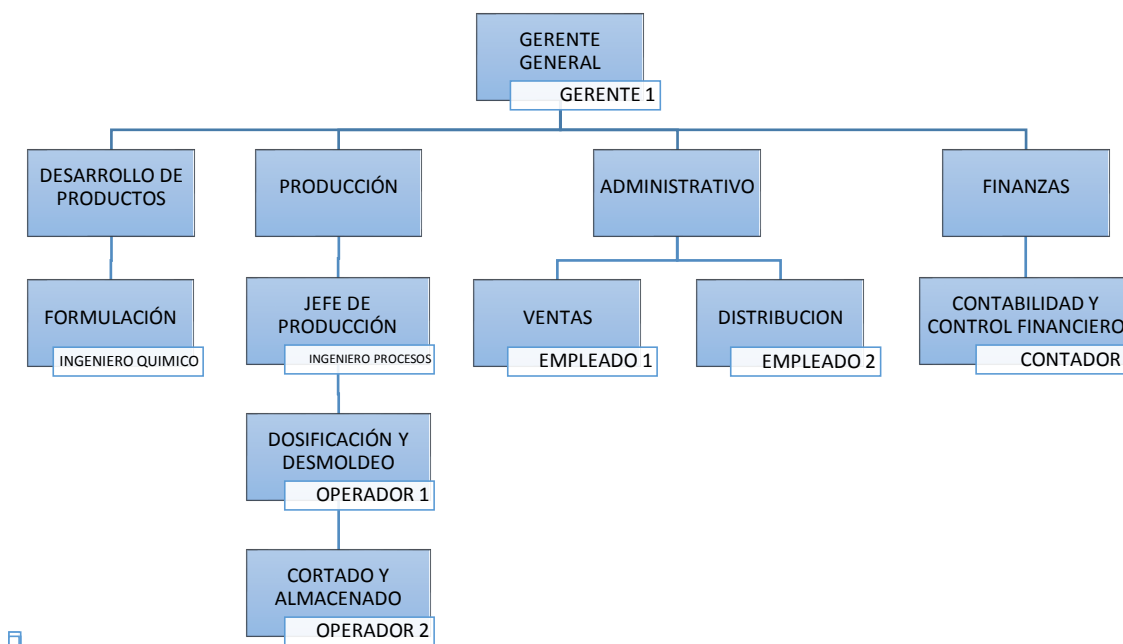 GERENTE
GENERAL
GERENTE 1
DESARROLLO DE
PRODUCTOS
PRODUCCIÓN
ADMINISTRATIVO
FINANZAS
FORMULACIÓN
INGENIERO QUIMICO
JEFE DE
PRODUCCIÓN
INGENIERO PROCESOS
VENTAS
EMPLEADO 1
DISTRIBUCION
EMPLEADO 2
CONTABILIDAD Y
CONTROL FINANCIERO
CONTADOR
DOSIFICACIÓN Y
DESMOLDEO
OPERADOR 1
CORTADO Y
ALMACENADO
OPERADOR 2